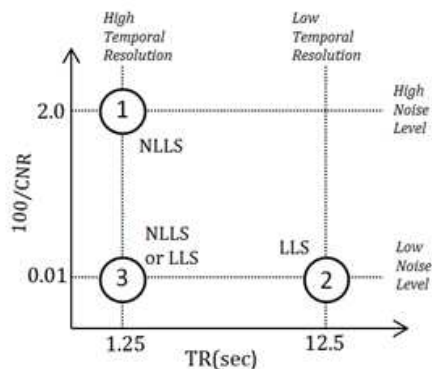 High
Temporal
Resolution
Low
Temporal
Resolution
2.0
1
High
Noise
Level
NLLS
100/CNR
NLLS
or LLS
LLS
0.01
3
2
Low
Noise
Level
1.25
12.5
TR(sec)